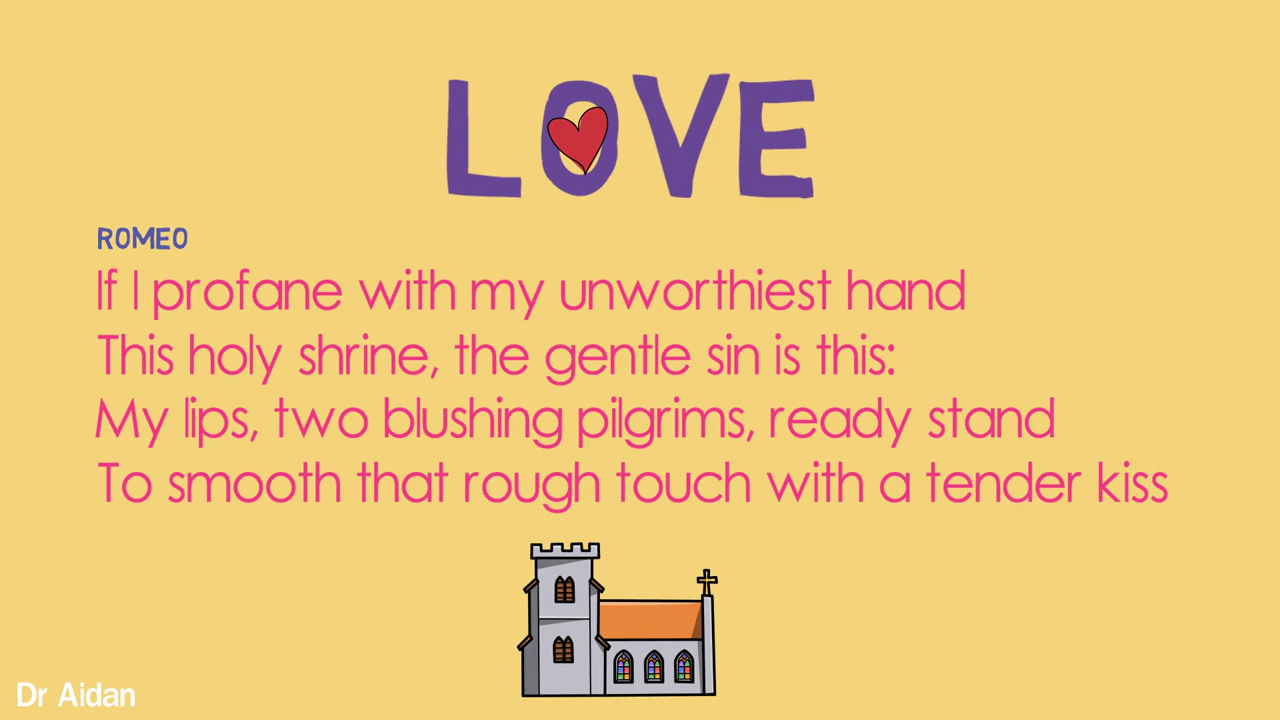 LOVE
ROMEO
If I profane with my unworthiest hand
This holy shrine, the gentle sin is this:
My lips, two blushing pilgrims, ready stand
To smooth that rough touch with a tender kiss
Dr Aidan